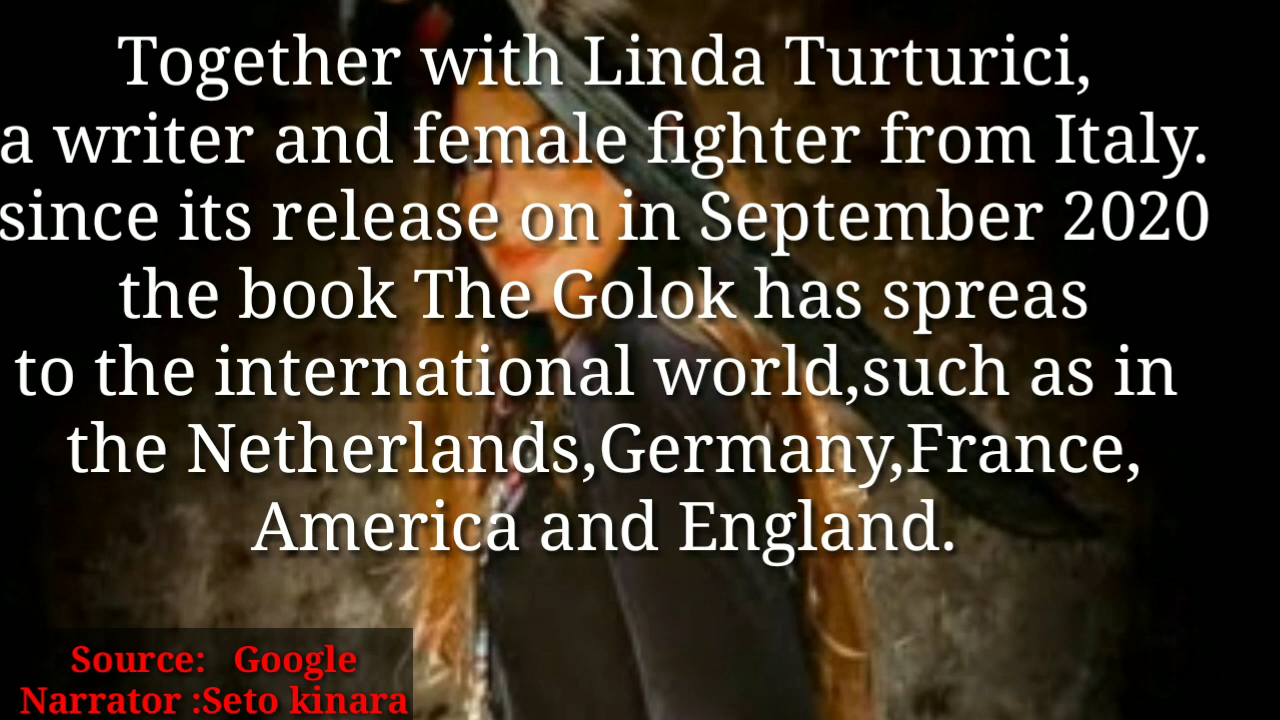 Together with Linda Turturici,
a writer and female fighter from Italy.
since its release on in September 2020
the book The Golok has spreas
to the international world,such as in
the Netherlands,Germany,France,
America and England.
Source: Google
Narrator :Seto kinara